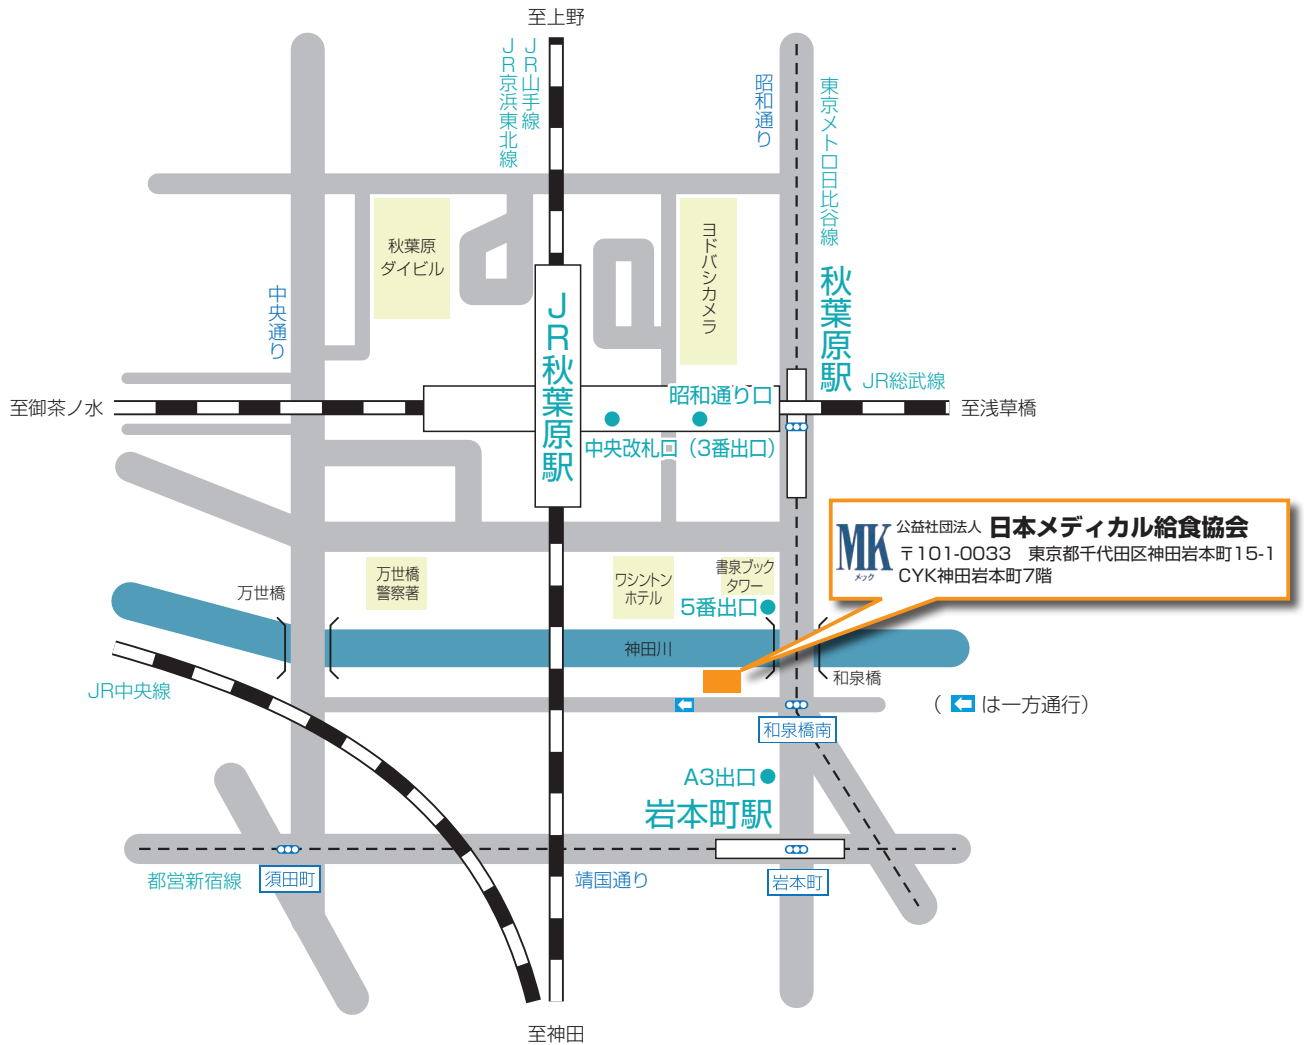 至上野
JR山手線
JR京浜東北線
昭和通り
東京メトロ日比谷線
秋葉原
ダイビル
ヨドバシカメラ
中央通り
JR秋葉原駅
秋葉原駅
JR総武線
至御茶ノ水
昭和通り口
至浅草橋
中央改札口（3番出口）
MK
メック
公益社団法人 日本メディカル給食協会
〒101-0033 東京都千代田区神田岩本町15-1
CYK神田岩本町7階
万世橋
万世橋
警察署
ワシントン
ホテル
書泉ブック
タワー
5番出口
神田川
和泉橋
JR中央線
（ は一方通行）
和泉橋南
A3出口
岩本町駅
都営新宿線
須田町
靖国通り
岩本町
至神田